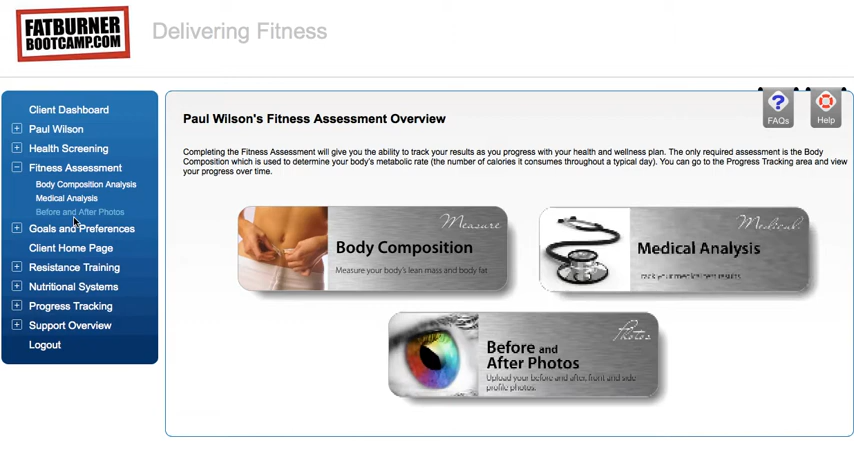 FATBURNER
BOOTCAMP.COM
Delivering Fitness
Client Dashboard
Paul Wilson
Health Screening
Fitness Assessment
Body Composition Analysis
Medical Analysis
Before and After Photos
Goals and Preferences
Client Home Page
Resistance Training
Nutritional Systems
Progress Tracking
Support Overview
Logout
Paul Wilson's Fitness Assessment Overview
FAQs
Help
Completing the Fitness Assessment will give you the ability to track your results as you progress with your health and wellness plan. The only required assessment is the Body
Composition which is used to determine your body's metabolic rate (the number of calories it consumes throughout a typical day). You can go to the Progress Tracking area and view
your progress over time.
Measure
Body Composition
Measure your body's lean mass and body fat
Medical
Medical Analysis
Track your medical test results
Photos
Before and
After Photos
Upload your before and after, front and side
profile photos.